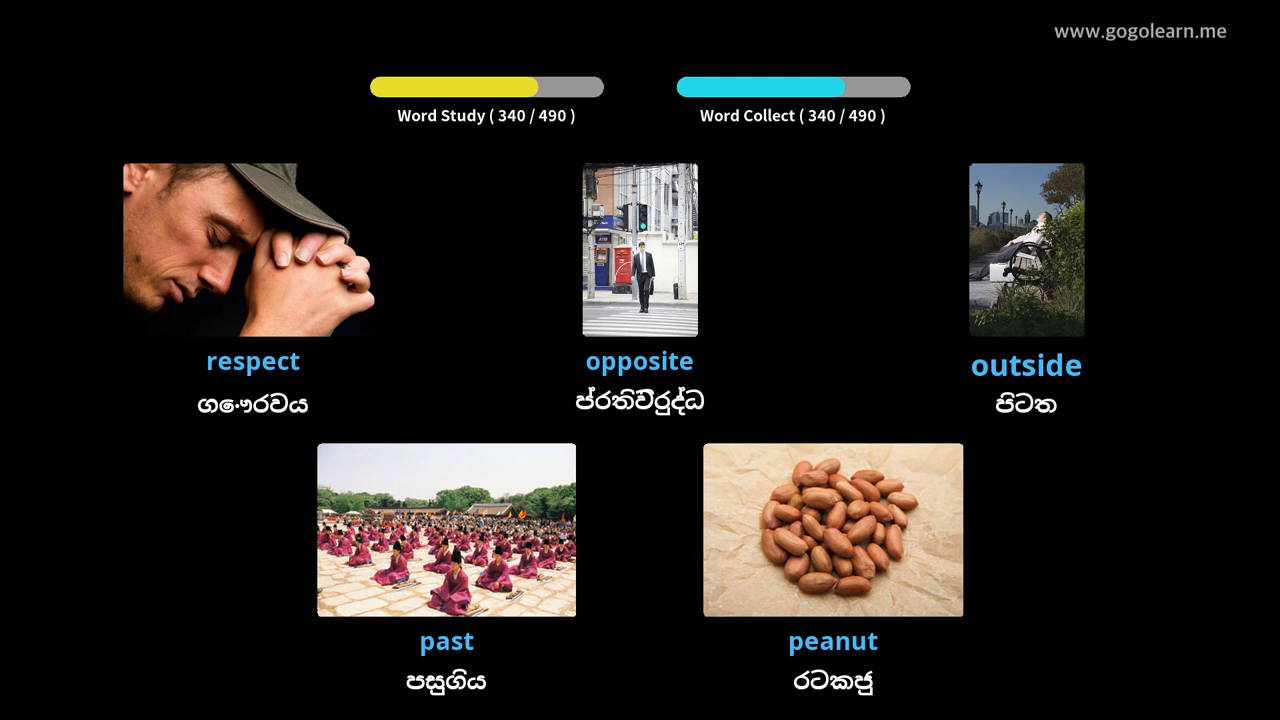 www.gogolearn.me
Word Study ( 340 / 490 )
Word Collect ( 340 / 490 )
respect
ගෞරවය
opposite
ප්රතිවිරුද්ධ
outside
පිටත
past
පසුගිය
peanut
රටකජු